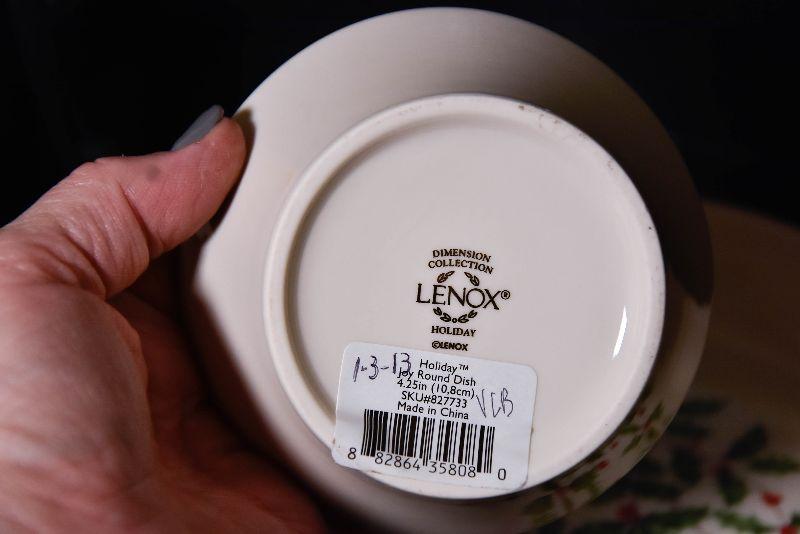 DIMENSION
COLLECTION
LENOX®
HOLIDAY
©LENOX
1-3-13 Holiday™
Joy Round Dish
4.25in (10.8cm)
SKU#827733 VLB
Made in China
8 82864 35808 0